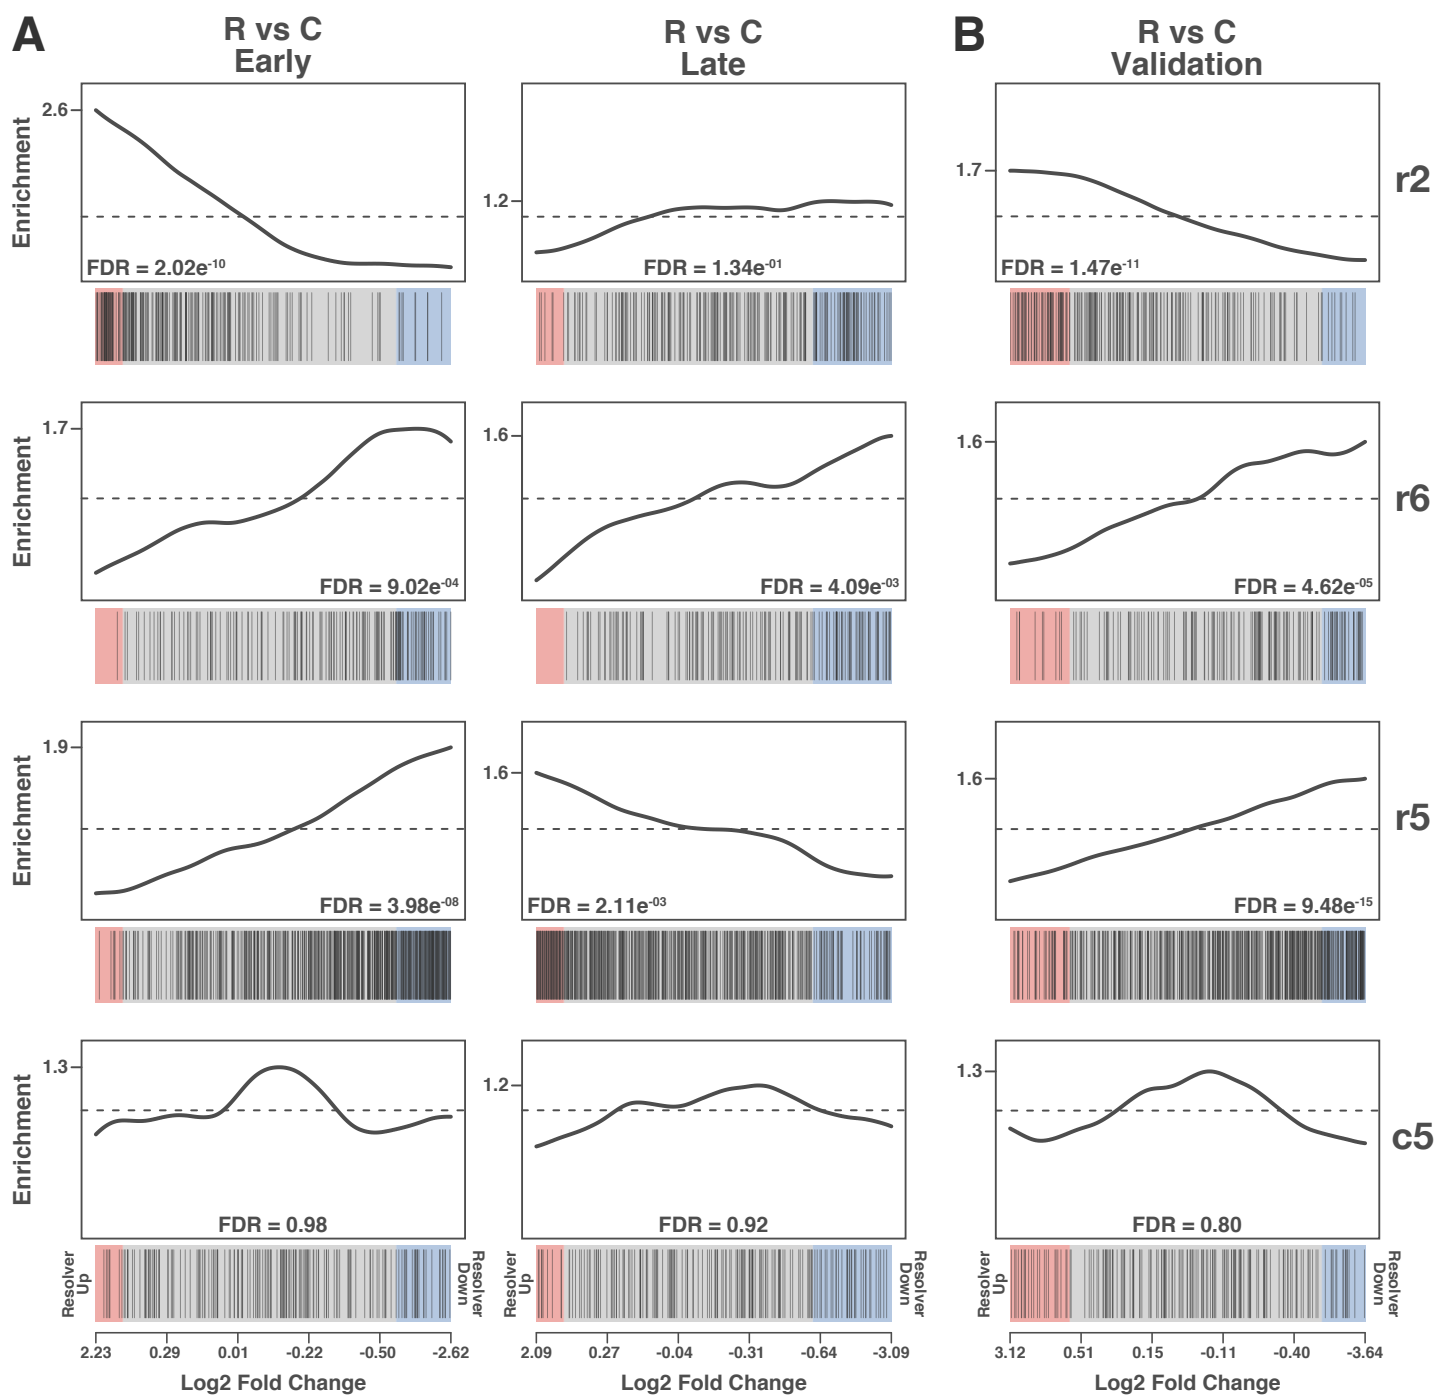 A
R vs C
Early
R vs C
Late
B
R vs C
Validation
Enrichment
2.6
FDR = 2.02e-10
1.2
FDR = 1.34e-01
1.7
FDR = 1.47e-11
r2
Enrichment
1.7
FDR = 9.02e-04
1.6
FDR = 4.09e-03
1.6
FDR = 4.62e-05
r6
Enrichment
1.9
FDR = 3.98e-08
1.6
FDR = 2.11e-03
1.6
FDR = 9.48e-15
r5
Enrichment
1.3
FDR = 0.98
1.2
FDR = 0.92
1.3
FDR = 0.80
c5
Resolver
Up
Resolver
Down
Resolver
Up
Resolver
Down
Resolver
Up
Resolver
Down
2.23 0.29 0.01 -0.22 -0.50 -2.62
2.09 0.27 -0.04 -0.31 -0.64 -3.09
3.12 0.51 0.15 -0.11 -0.40 -3.64
Log2 Fold Change
Log2 Fold Change
Log2 Fold Change